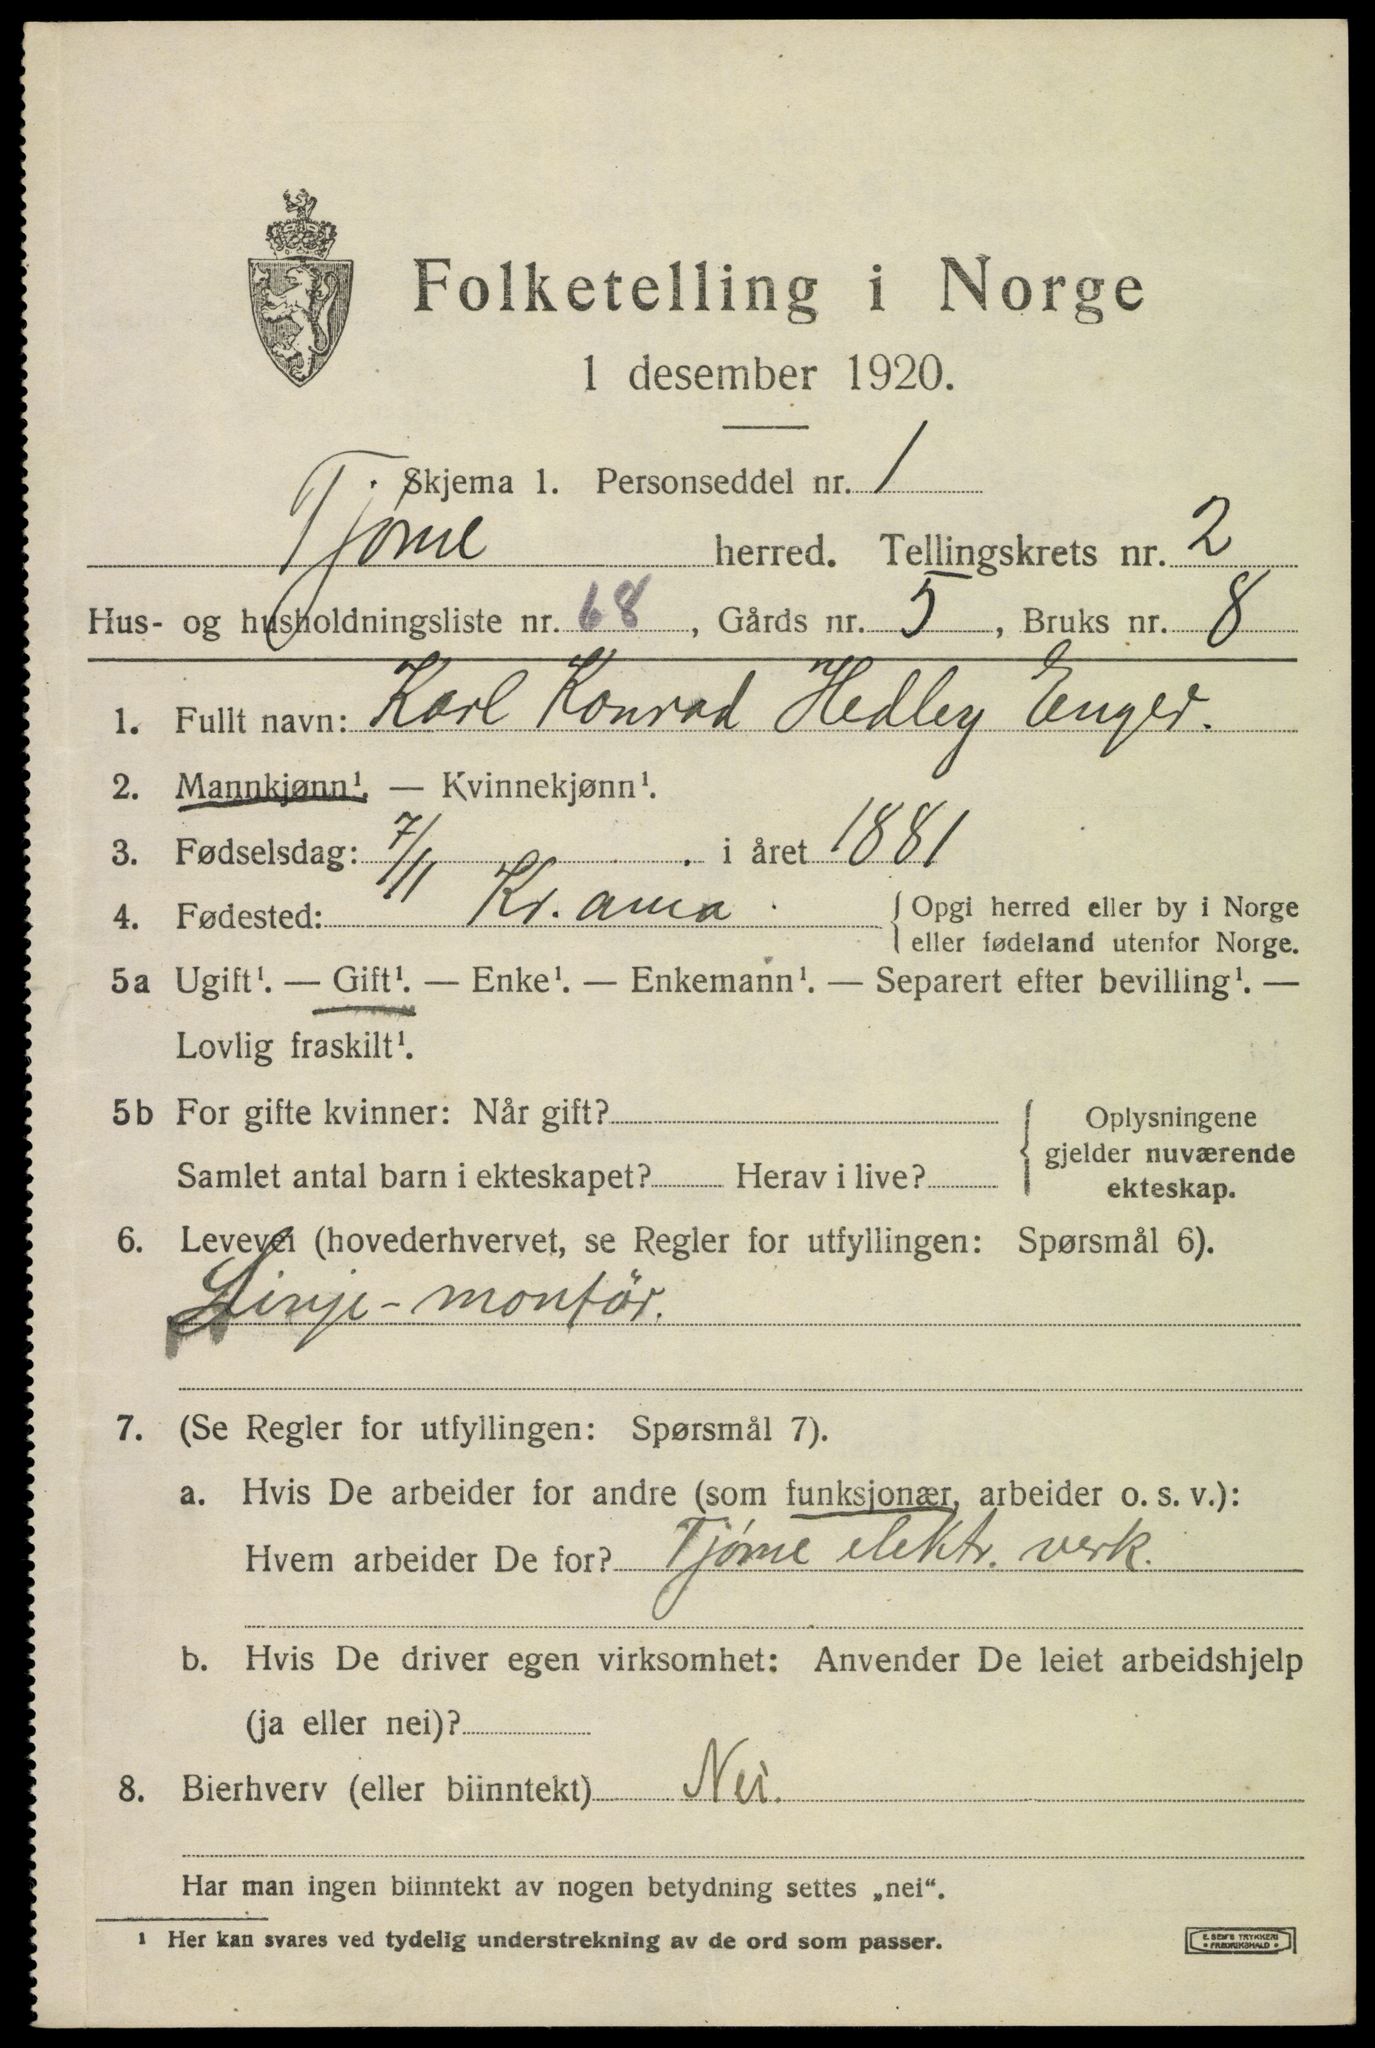 Folketelling i Norge
1 desember 1920.
Skjema 1. Personseddel nr. 1
Tjøme herred. Tellingskrets nr. 2
Hus- og husholdningsliste nr. 68, Gårds nr. 5, Bruks nr. 8
1. Fullt navn: Karl Konrad Hedley Enger.
2. Mannkjønn¹. — Kvinnekjønn¹.
3. Fødselsdag: 7/11 i året 1881
4. Fødested: Kr.ania { Opgi herred eller by i Norge
eller fødeland utenfor Norge.
5a Ugift¹. — Gift¹. — Enke¹. — Enkemann¹. — Separert efter bevilling¹. —
Lovlig fraskilt¹.
5b For gifte kvinner: Når gift?
Samlet antal barn i ekteskapet? Herav i live?
{ Oplysningene
gjelder nuværende
ekteskap.
6. Levevei (hovederhvervet, se Regler for utfyllingen: Spørsmål 6).
Linje-montör.
7. (Se Regler for utfyllingen: Spørsmål 7).
a. Hvis De arbeider for andre (som funksjonær, arbeider o. s. v.):
Hvem arbeider De for? Tjøme elektr. verk.
b. Hvis De driver egen virksomhet: Anvender De leiet arbeidshjelp
(ja eller nei)?
8. Bierhverv (eller biinntekt) Nei.
Har man ingen biinntekt av nogen betydning settes „nei“.
¹ Her kan svares ved tydelig understrekning av de ord som passer.
E. SEM'S TRYKKERI
• FREDRIKSHALD •